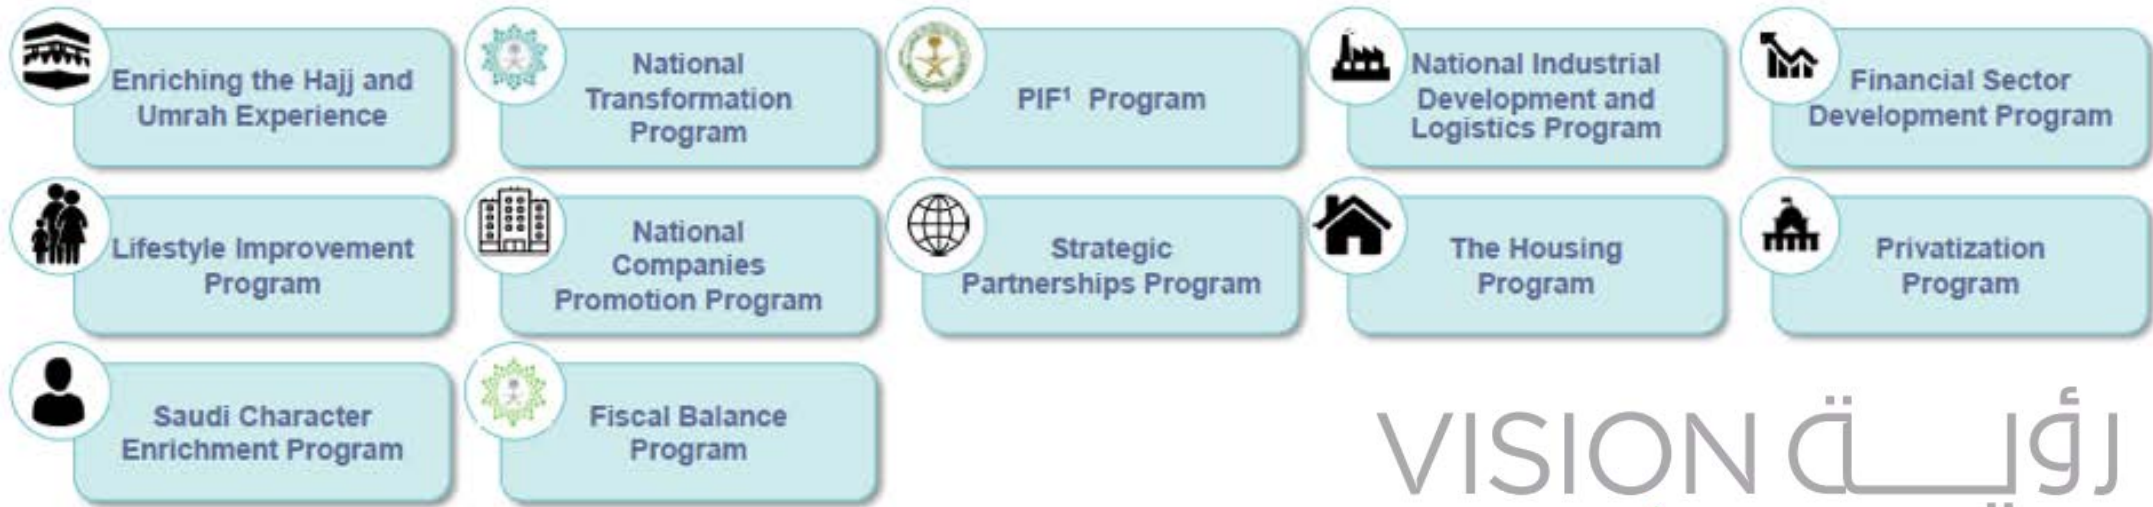 Enriching the Hajj and
Umrah Experience
National
Transformation
Program
PIF¹ Program
National Industrial
Development and
Logistics Program
Financial Sector
Development Program
Lifestyle Improvement
Program
National
Companies
Promotion Program
Strategic
Partnerships Program
The Housing
Program
Privatization
Program
Saudi Character
Enrichment Program
Fiscal Balance
Program
VISION رؤيــــة